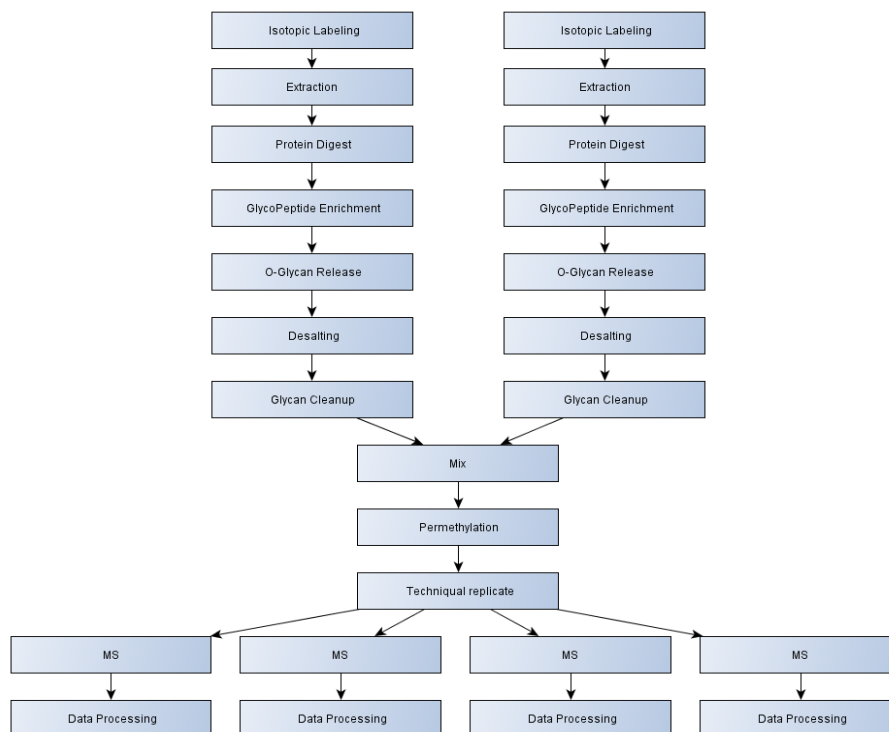 Isotopic Labeling
Isotopic Labeling
Extraction
Extraction
Protein Digest
Protein Digest
GlycoPeptide Enrichment
GlycoPeptide Enrichment
O-Glycan Release
O-Glycan Release
Desalting
Desalting
Glycan Cleanup
Glycan Cleanup
Mix
Permethylation
Techniqual replicate
MS
MS
MS
MS
Data Processing
Data Processing
Data Processing
Data Processing